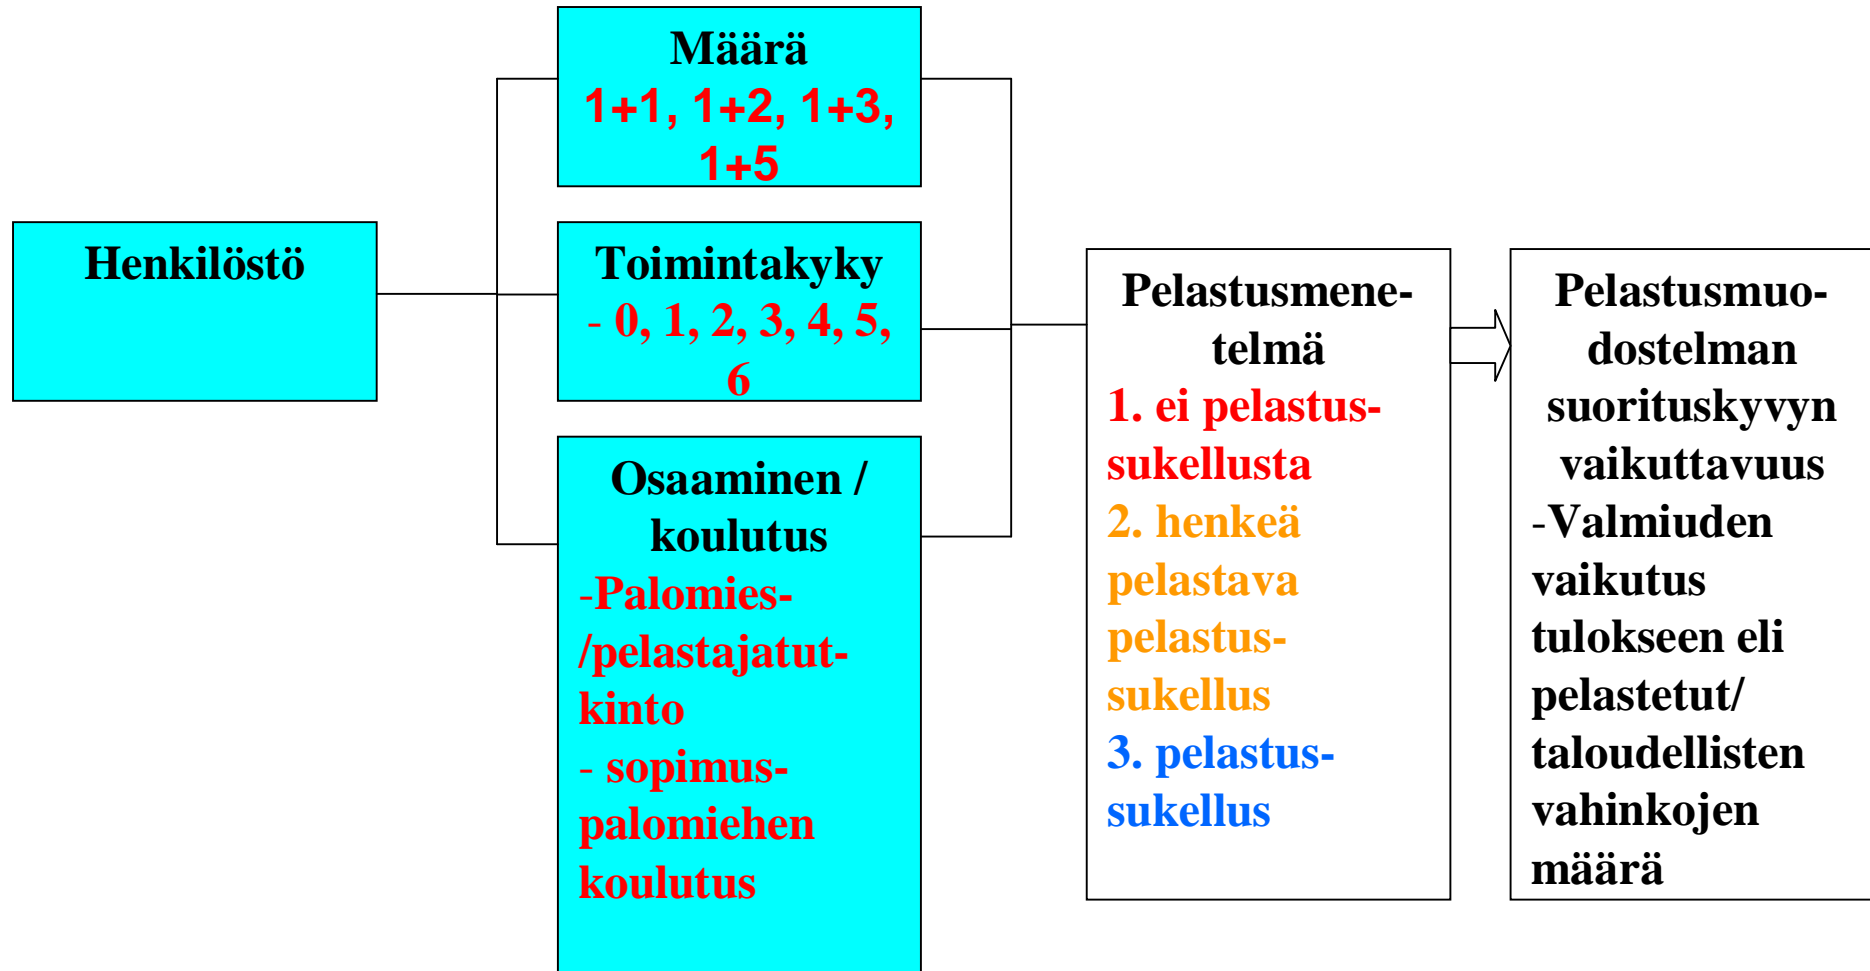 Henkilöstö
Määrä
1+1, 1+2, 1+3,
1+5
Toimintakyky
- 0, 1, 2, 3, 4, 5,
6
Osaaminen /
koulutus
-Palomies-
/pelastajatut-
kinto
- sopimus-
palomiehen
koulutus
Pelastusmene-
telmä
1. ei pelastus-
sukellusta
2. henkeä
pelastava
pelastus-
sukellus
3. pelastus-
sukellus
Pelastusmuo-
dostelman
suorituskyvyn
vaikuttavuus
-Valmiuden
vaikutus
tulokseen eli
pelastetut/
taloudellisten
vahinkojen
määrä